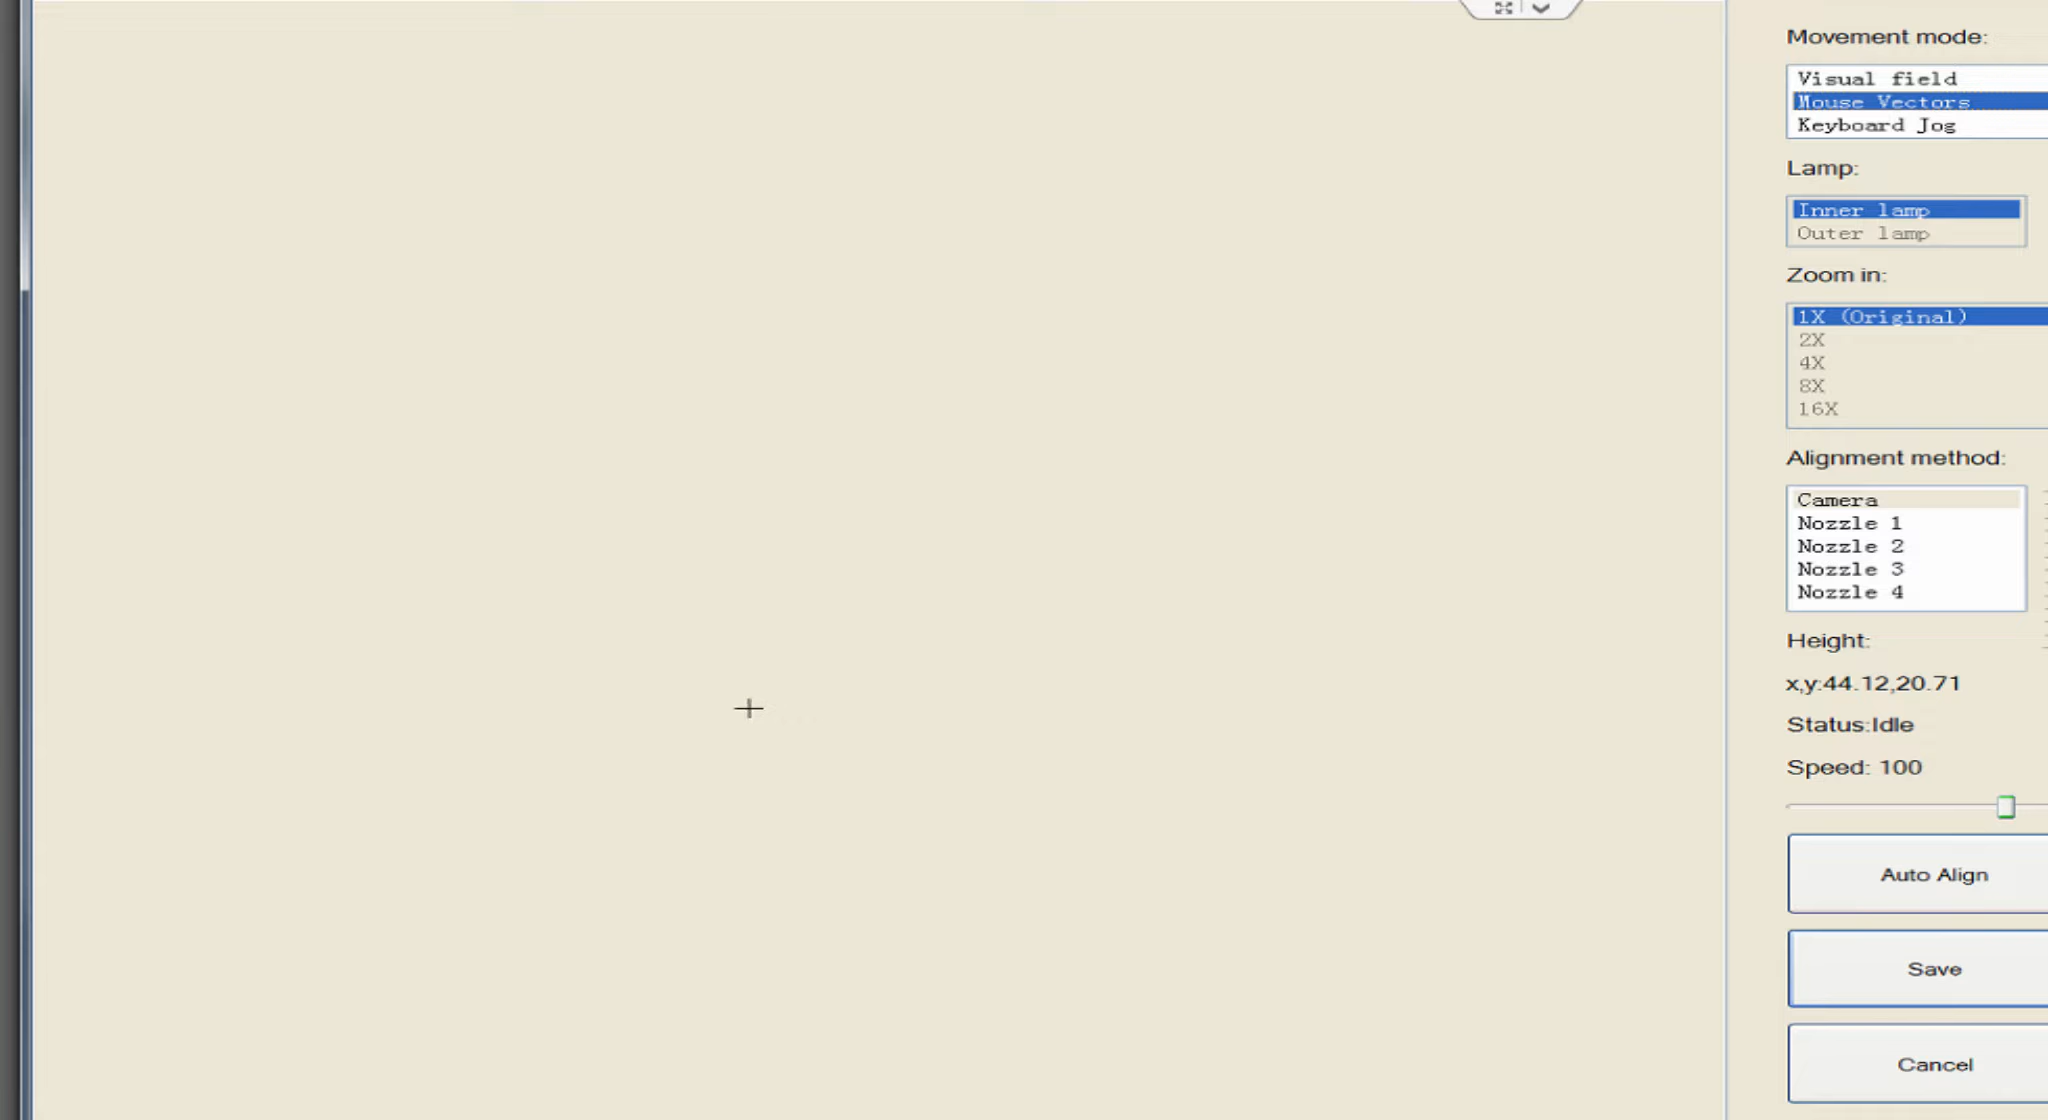 Movement mode:
Visual field
Mouse Vectors
Keyboard Jog
Lamp:
Inner lamp
Outer lamp
Zoom in:
1X (Original)
2X
4X
8X
16X
Alignment method:
Camera
Nozzle 1
Nozzle 2
Nozzle 3
Nozzle 4
Height:
x,y:44.12,20.71
Status:Idle
Speed: 100
Auto Align
Save
Cancel